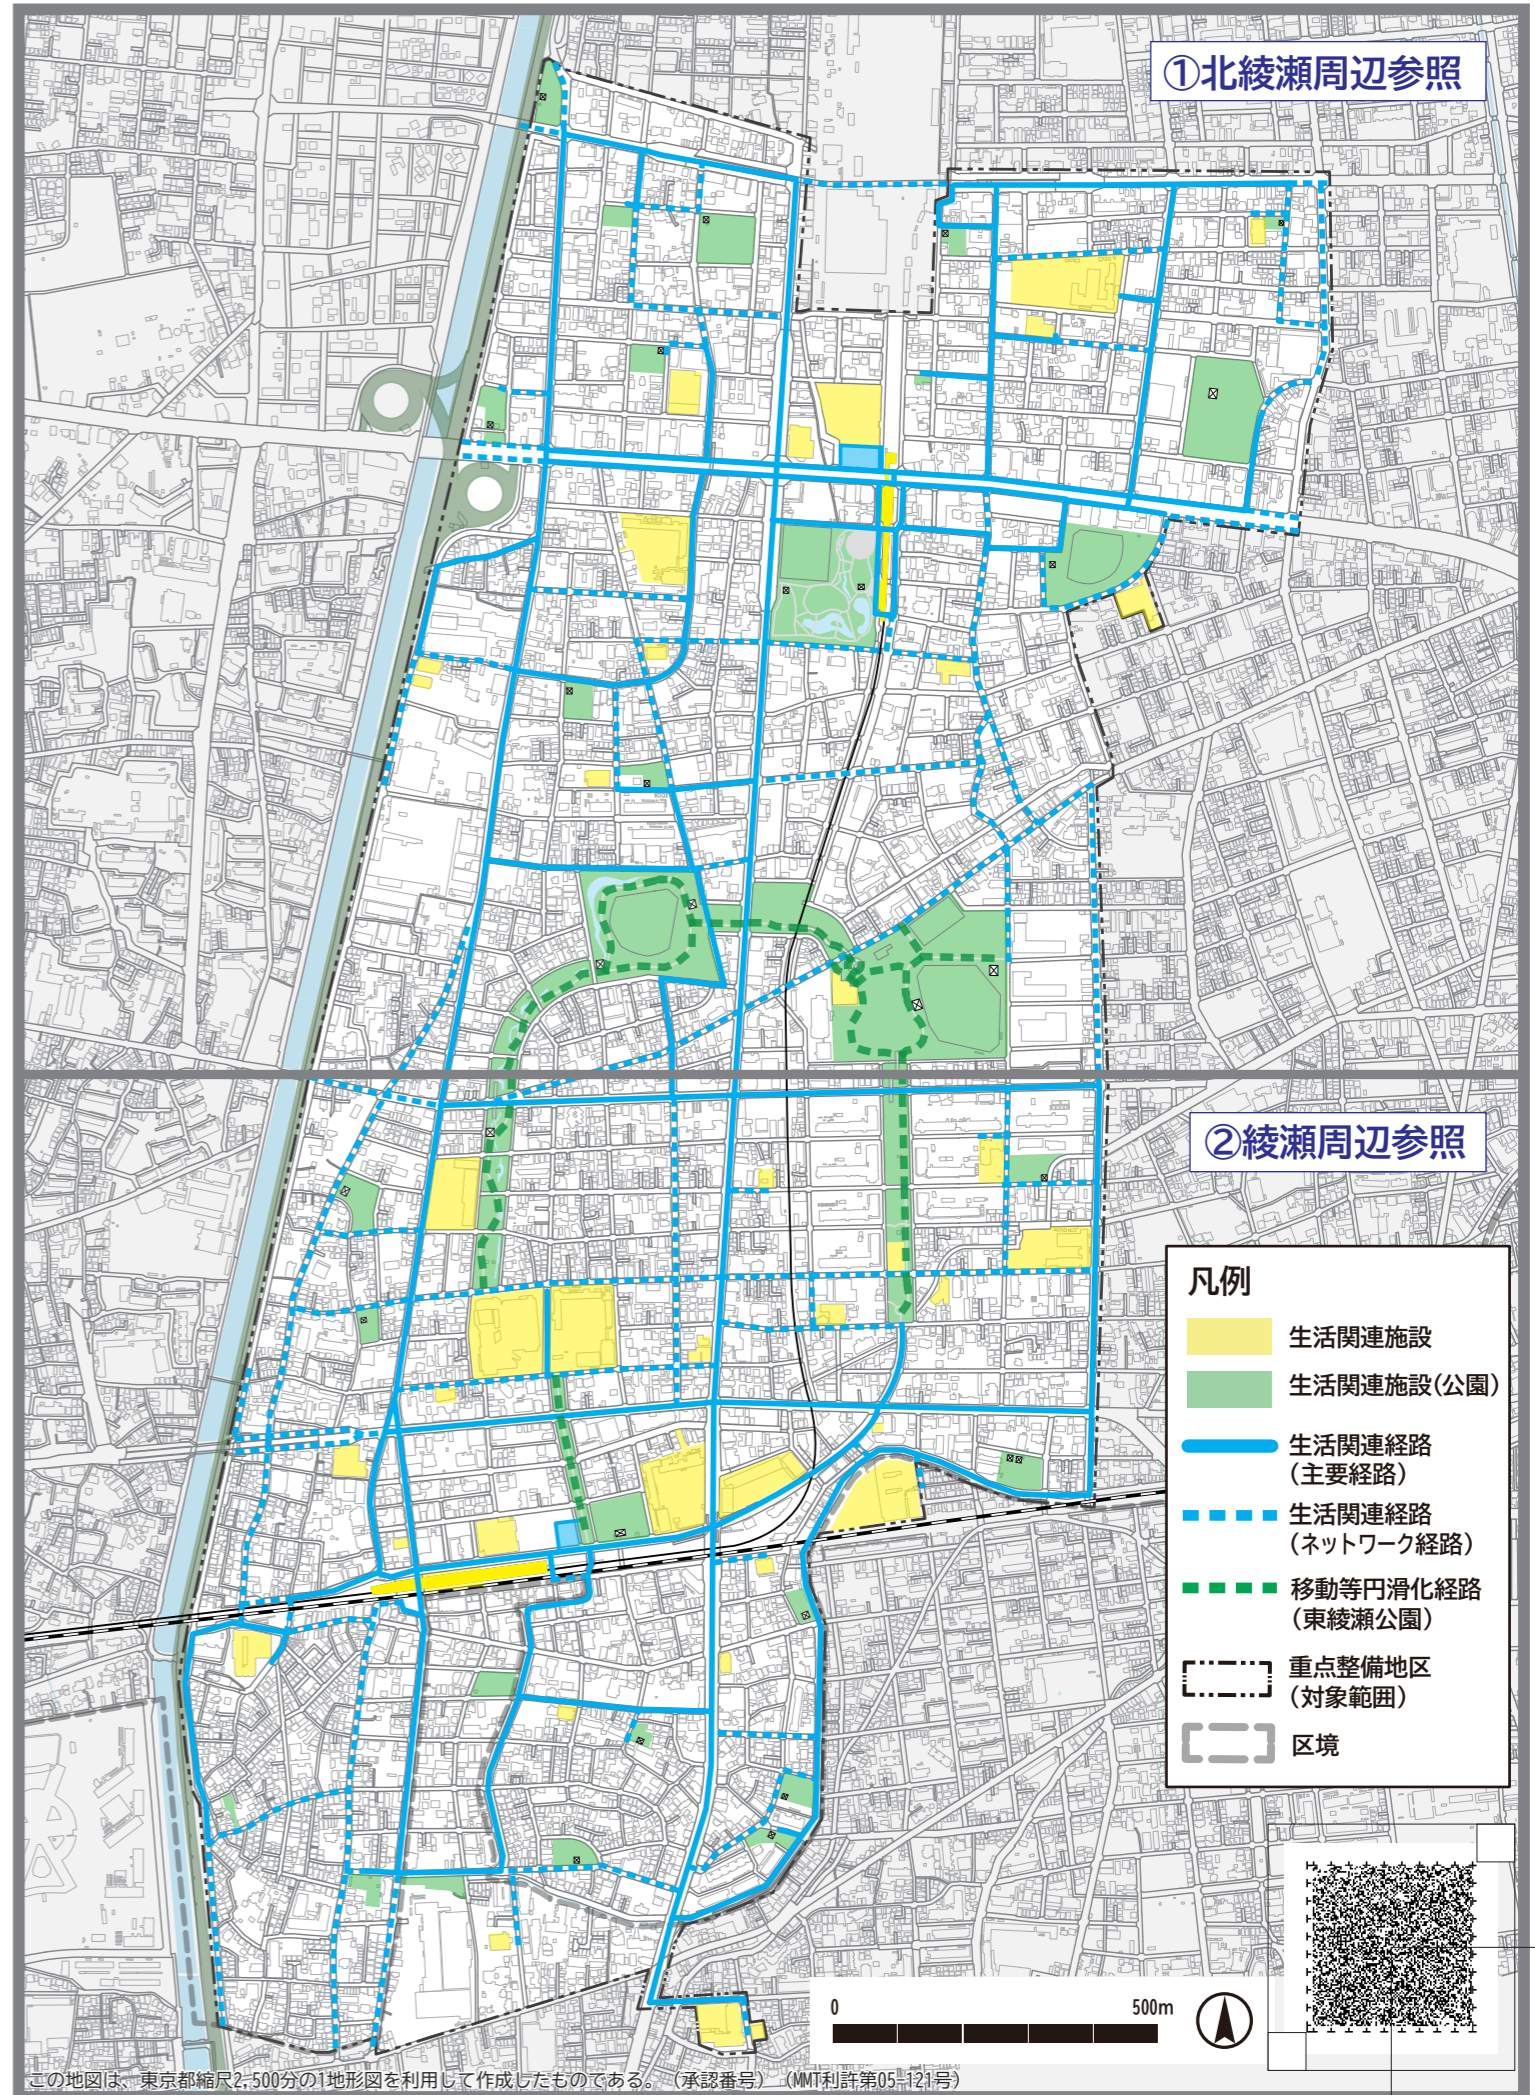 ①北綾瀬周辺参照
②綾瀬周辺参照
凡例
生活関連施設
生活関連施設(公園)
生活関連経路
(主要経路)
生活関連経路
(ネットワーク経路)
移動等円滑化経路
(東綾瀬公園)
重点整備地区
(対象範囲)
区境
0
500m
この地図は、東京都縮尺2,500分の1地形図を利用して作成したものである。(承認番号)(MMT利許第05-121号)